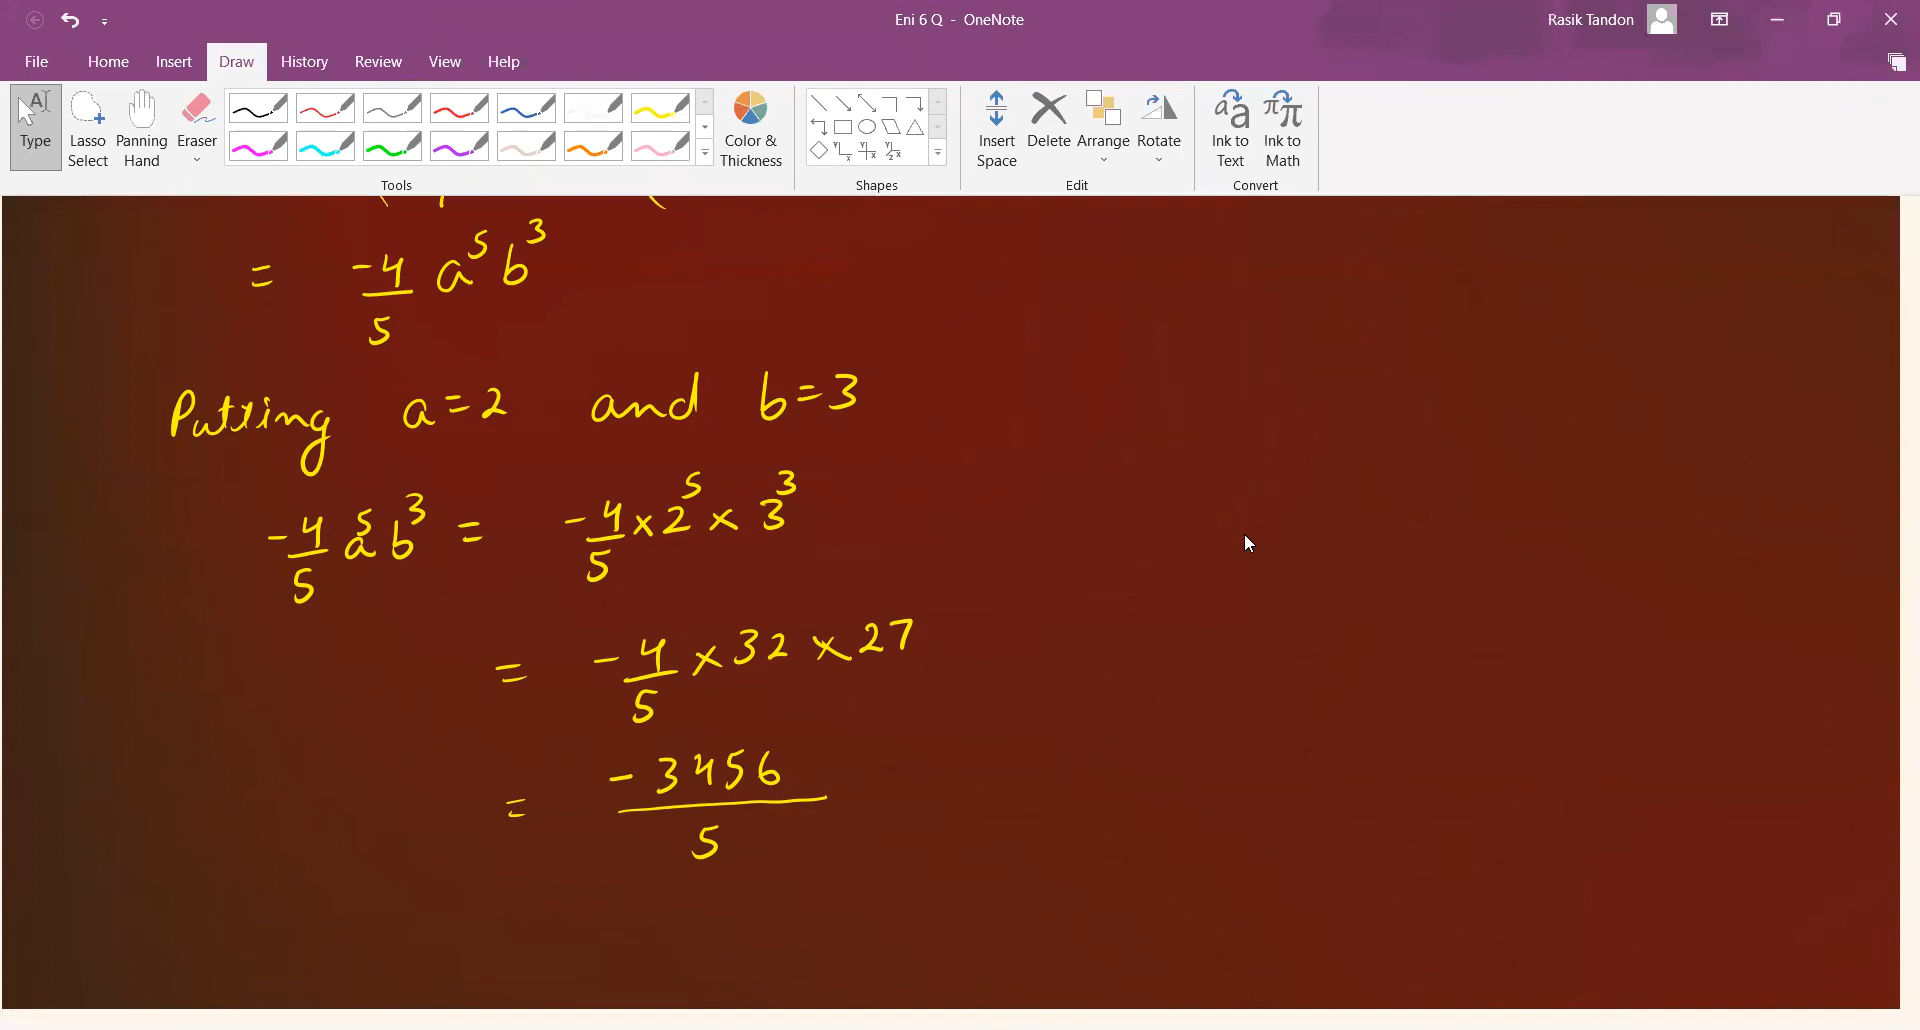 Eni 6 Q - OneNote
Rasik Tandon
File Home Insert Draw History Review View Help
Type
Lasso Select
Panning Hand
Eraser
Color & Thickness
Insert Space
Delete
Arrange
Rotate
Ink to Text
Ink to Math
Tools
Shapes
Edit
Convert
= -4/5 a^5 b^3
Putting a=2 and b=3
-4/5 a^5 b^3 = -4/5 × 2^5 × 3^3
= -4/5 × 32 × 27
= -3456/5